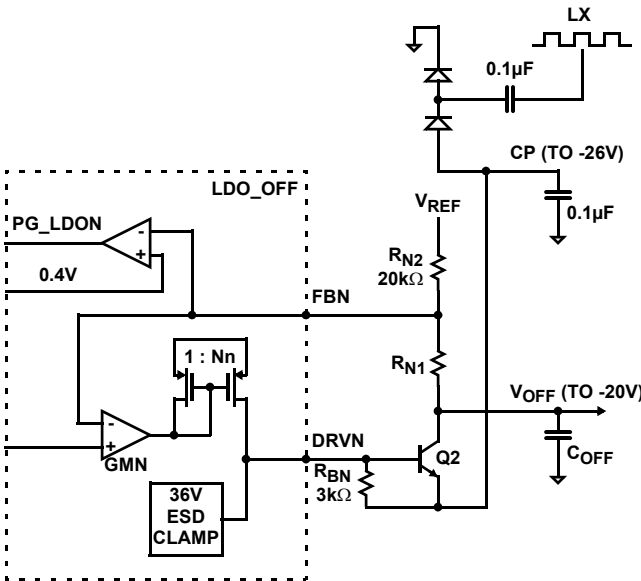 LX
0.1µF
CP (TO -26V)
LDO_OFF
PG_LDON
-
+
0.4V
V_REF
0.1µF
R_N2
20kΩ
FBN
1 : Nn
R_N1
V_OFF (TO -20V)
-
+
GMN
DRVN
R_BN
3kΩ
Q2
C_OFF
36V
ESD
CLAMP